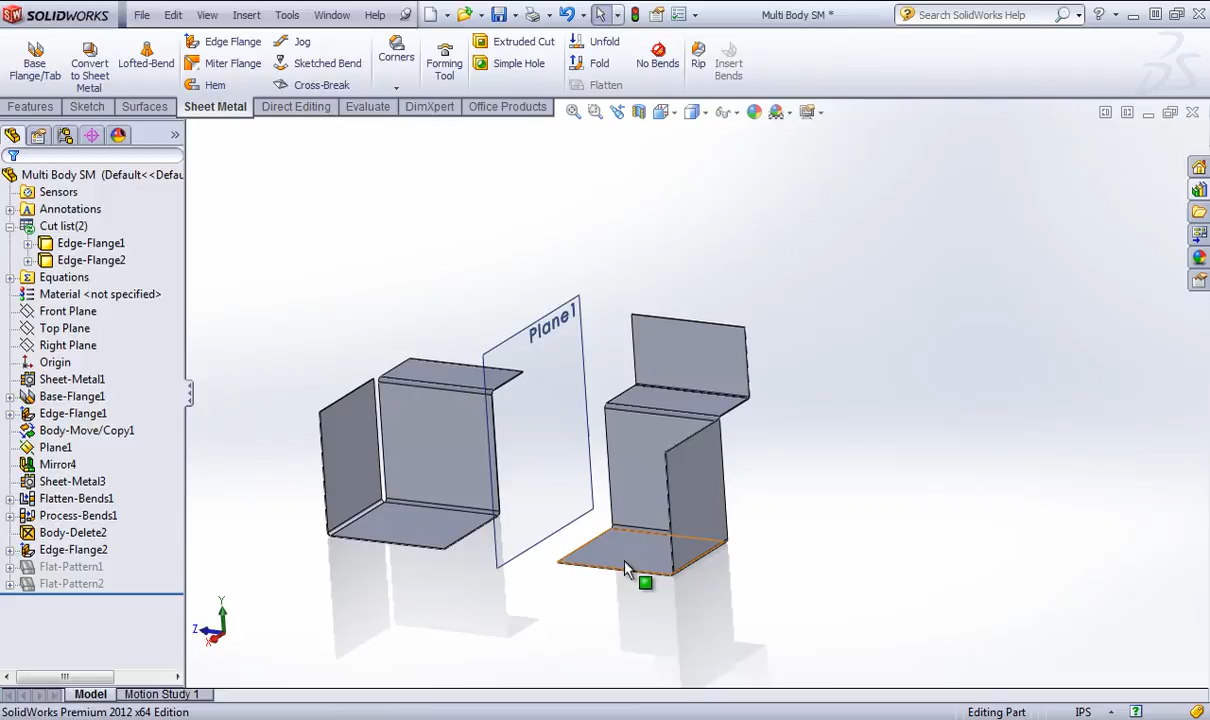 SOLIDWORKS File Edit View Insert Tools Window Help Multi Body SM * Search SolidWorks Help
Base Flange/Tab
Convert to Sheet Metal
Lofted-Bend
Edge Flange
Miter Flange
Hem
Jog
Sketched Bend
Cross-Break
Corners
Forming Tool
Extruded Cut
Simple Hole
Unfold
Fold
Flatten
No Bends
Rip
Insert Bends
Features Sketch Surfaces Sheet Metal Direct Editing Evaluate DimXpert Office Products
Multi Body SM (Default<<Defau
Sensors
Annotations
Cut list(2)
Edge-Flange1
Edge-Flange2
Equations
Material <not specified>
Front Plane
Top Plane
Right Plane
Origin
Sheet-Metal1
Base-Flange1
Edge-Flange1
Body-Move/Copy1
Plane1
Mirror4
Sheet-Metal3
Flatten-Bends1
Process-Bends1
Body-Delete2
Edge-Flange2
Flat-Pattern1
Flat-Pattern2
Plane1
Y
Z
X
Model Motion Study 1
SolidWorks Premium 2012 x64 Edition Editing Part IPS